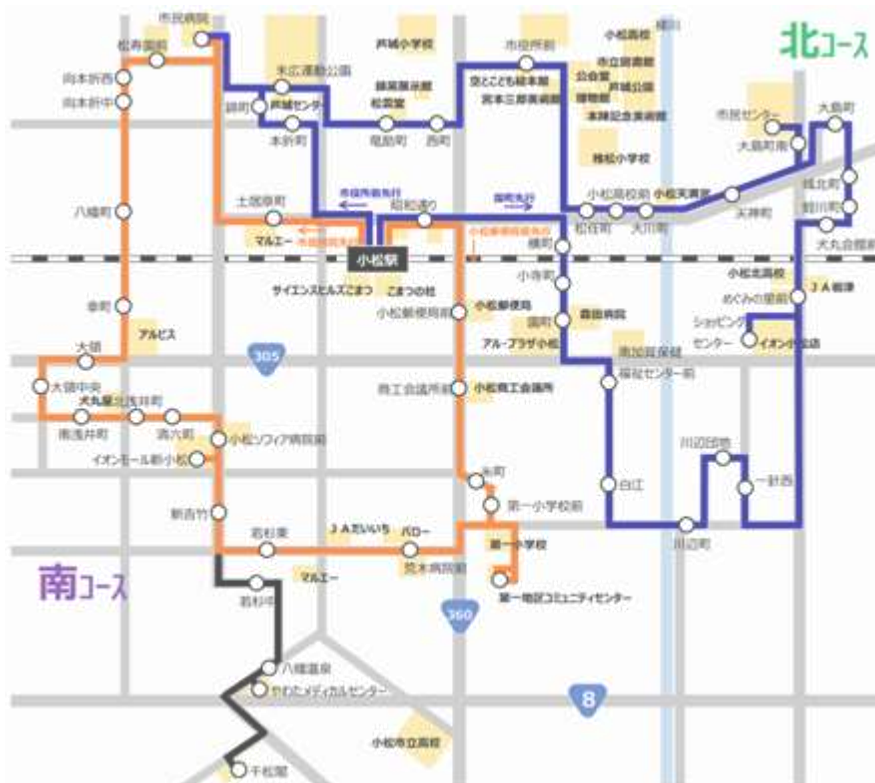 市民病院
松寿園前
向本折西
向本折中
末広運動公園
芦城小学校
錦窯展示館
松雲堂
芦城センター
錦町
本折町
竜助町
西町
市役所前
空とこども絵本館
宮本三郎美術館
小松高校
市立図書館
公会堂
芦城公園
博物館
本陣記念美術館
稚松小学校
梯川
北コース
市民センター
大島町
大島町南
小松高校前
小松天満宮
松任町
大川町
天神町
城北町
犬丸会館前
八幡町
土居原町
マルエー
市役所前先行
昭和通り
園町先行
小松駅
サイエンスヒルズこまつ
こまつの杜
小松郵便局前
小松郵便局
小寺町
園町
森田病院
アル・プラザ小松
小松北高校
めぐみの里前
ＪＡ御津
ショッピング
センター
イオン小松店
幸町
アルビス
305
大領
大領中央
犬丸屋
北浅井町
南浅井町
清六町
小松ソフィア病院前
イオンモール新小松
商工会議所前
小松商工会議所
南加賀保健
福祉センター前
白江
川辺団地
一針西
川辺町
新吉竹
若杉東
ＪＡだいいち
バロー
荒木病院前
第一小学校前
第一小学校
第一地区コミュニティセンター
南コース
若杉中
マルエー
360
八幡温泉
やわたメディカルセンター
8
小松市立高校
千松閣